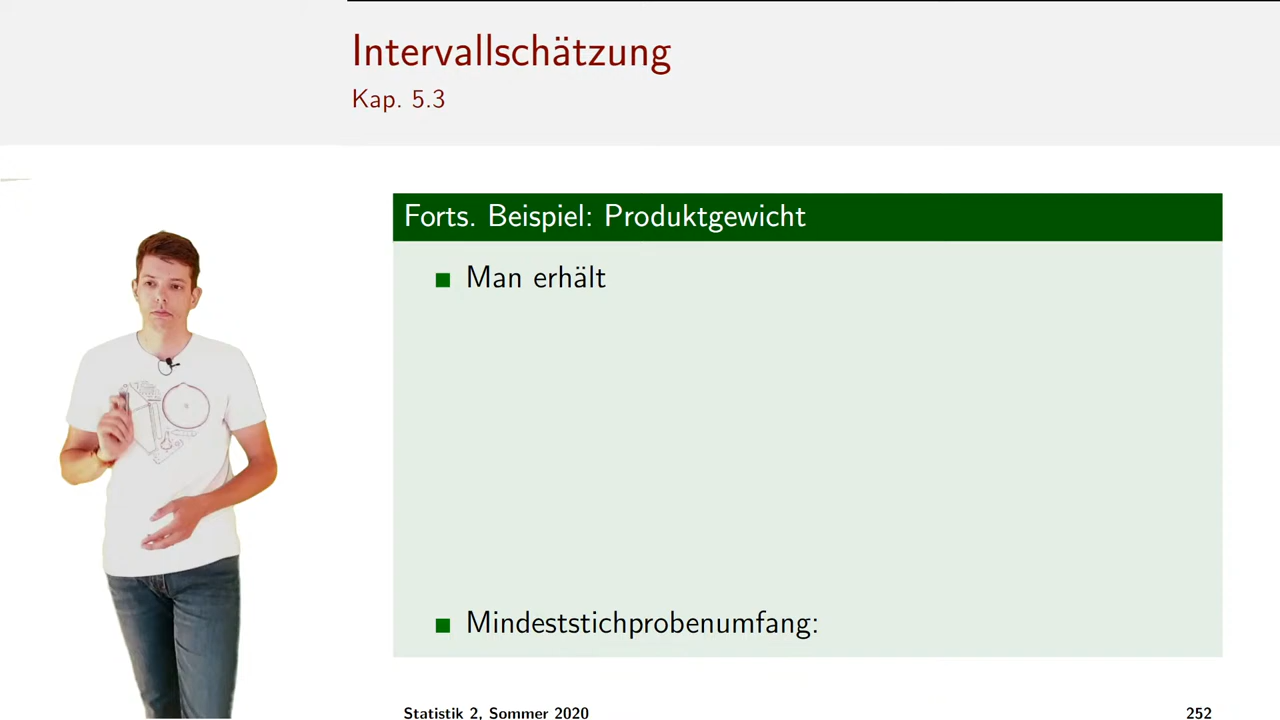 Intervallschätzung
Kap. 5.3
Forts. Beispiel: Produktgewicht
Man erhält
Mindeststichprobenumfang:
Statistik 2, Sommer 2020
252